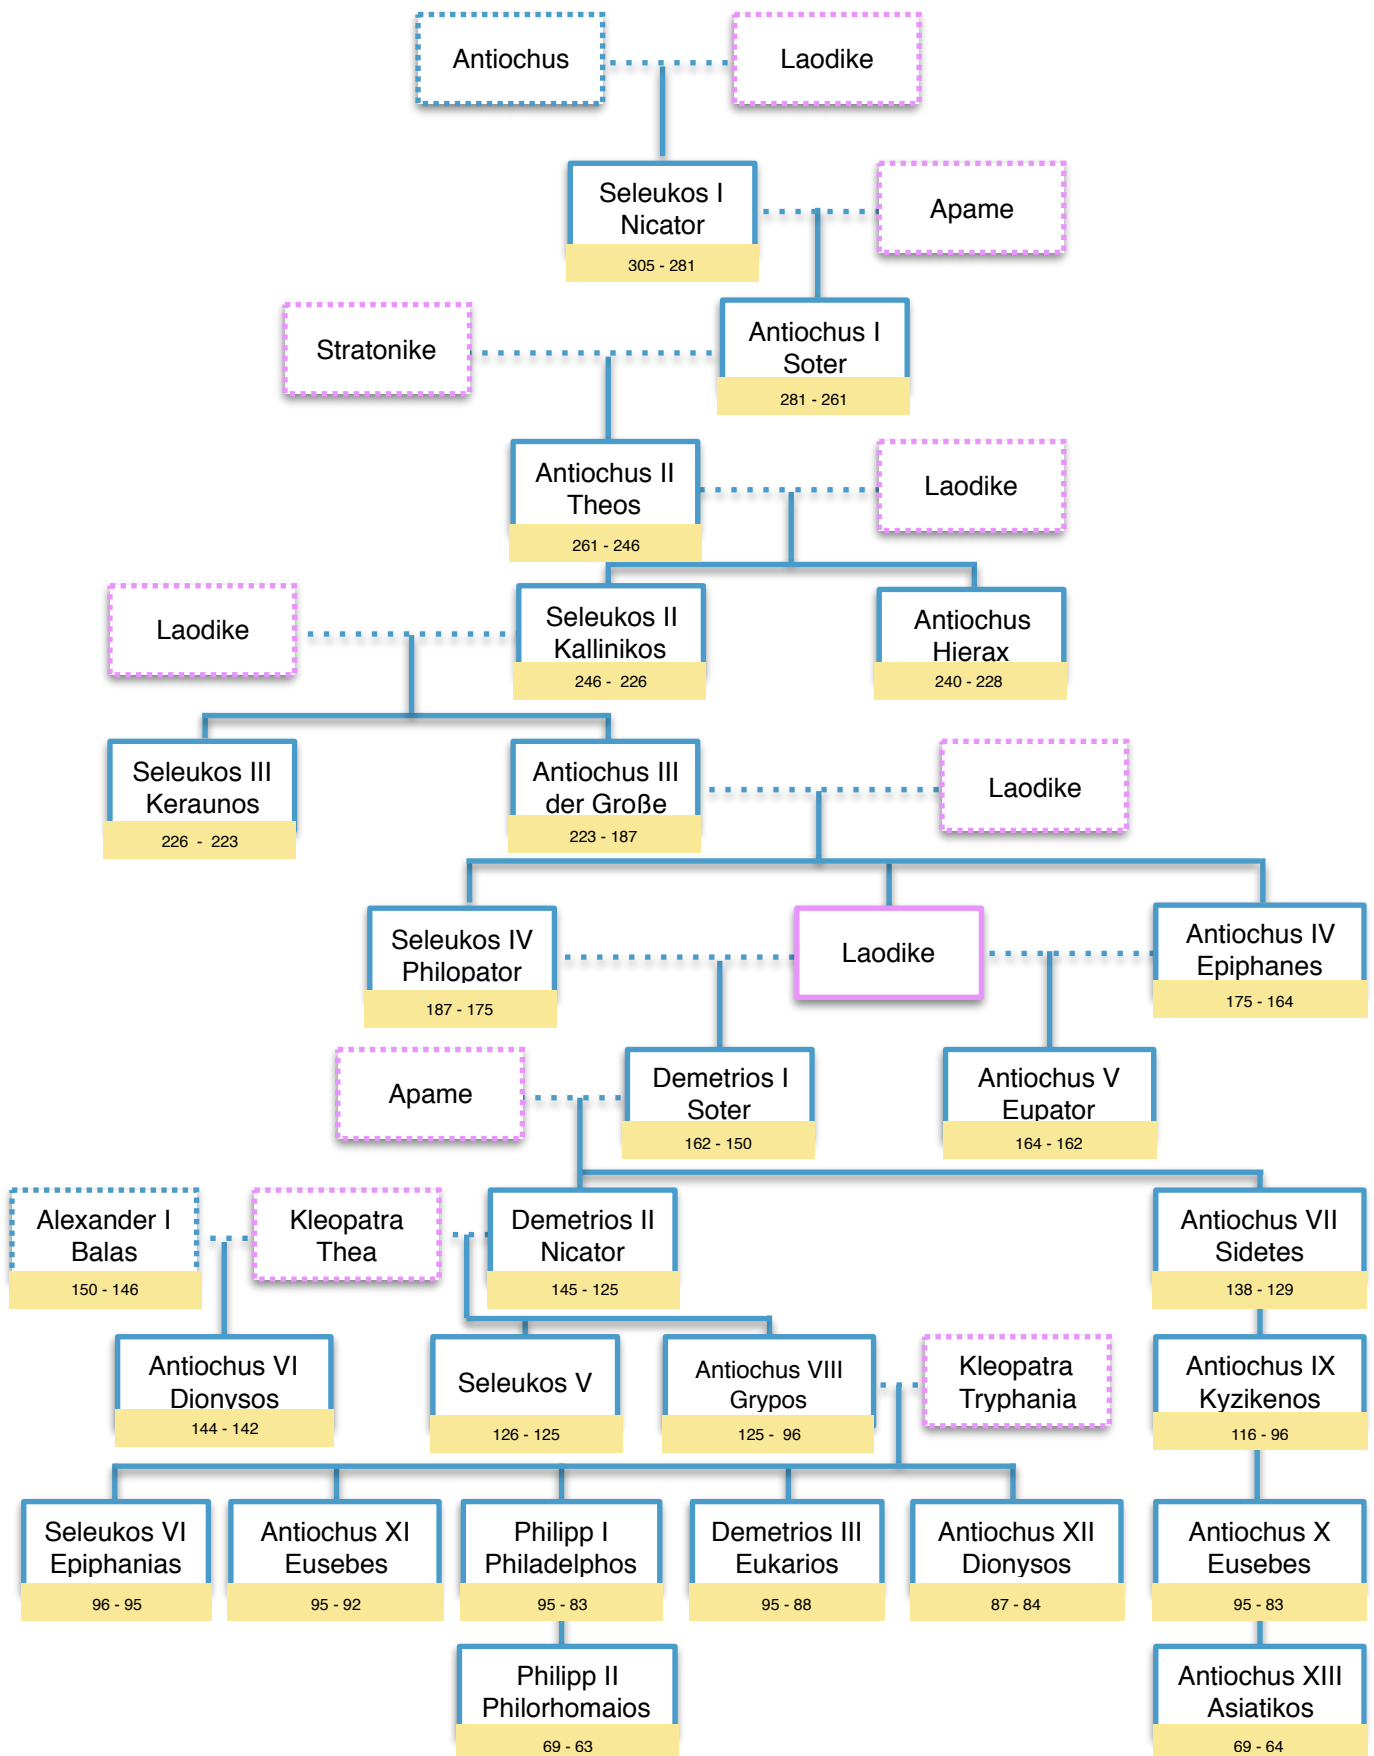 Antiochus
Laodike
Seleukos I
Nicator
305 - 281
Apame
Stratonike
Antiochus I
Soter
281 - 261
Antiochus II
Theos
261 - 246
Laodike
Laodike
Seleukos II
Kallinikos
246 - 226
Antiochus
Hierax
240 - 228
Seleukos III
Keraunos
226 - 223
Antiochus III
der Große
223 - 187
Laodike
Seleukos IV
Philopator
187 - 175
Laodike
Antiochus IV
Epiphanes
175 - 164
Apame
Demetrios I
Soter
162 - 150
Antiochus V
Eupator
164 - 162
Alexander I
Balas
150 - 146
Kleopatra
Thea
Demetrios II
Nicator
145 - 125
Antiochus VII
Sidetes
138 - 129
Antiochus VI
Dionysos
144 - 142
Seleukos V
126 - 125
Antiochus VIII
Grypos
125 - 96
Kleopatra
Tryphania
Antiochus IX
Kyzikenos
116 - 96
Seleukos VI
Epiphanias
96 - 95
Antiochus XI
Eusebes
95 - 92
Philipp I
Philadelphos
95 - 83
Demetrios III
Eukarios
95 - 88
Antiochus XII
Dionysos
87 - 84
Antiochus X
Eusebes
95 - 83
Philipp II
Philorhomaios
69 - 63
Antiochus XIII
Asiatikos
69 - 64